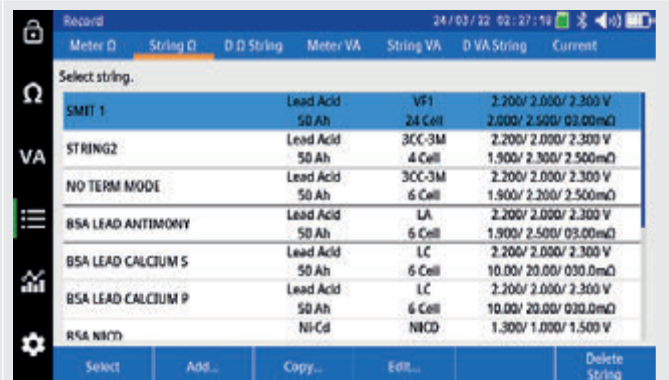 Record 24/03/22 02:27:19
Meter Ω String Ω D Ω String Meter VA String VA D VA String Current
Select string.
Ω
VA
SMIT 1 Lead Acid VF1 2.200/ 2.000/ 2.300 V
50 Ah 24 Cell 2.000/ 2.500/ 03.00mΩ
STRING2 Lead Acid 3CC-3M 2.200/ 2.000/ 2.300 V
50 Ah 4 Cell 1.900/ 2.300/ 2.500mΩ
NO TERM MODE Lead Acid 3CC-3M 2.200/ 2.000/ 2.300 V
50 Ah 6 Cell 1.900/ 2.200/ 2.500mΩ
BSA LEAD ANTIMONY Lead Acid LA 2.200/ 2.000/ 2.300 V
50 Ah 6 Cell 1.900/ 2.500/ 03.00mΩ
BSA LEAD CALCIUM S Lead Acid LC 2.200/ 2.000/ 2.300 V
50 Ah 6 Cell 10.00/ 20.00/ 030.0mΩ
BSA LEAD CALCIUM P Lead Acid LC 2.200/ 2.000/ 2.300 V
50 Ah 6 Cell 10.00/ 20.00/ 030.0mΩ
BSA NICD Ni-Cd NICD 1.300/ 1.000/ 1.500 V
Select Add... Copy... Edit... Delete String